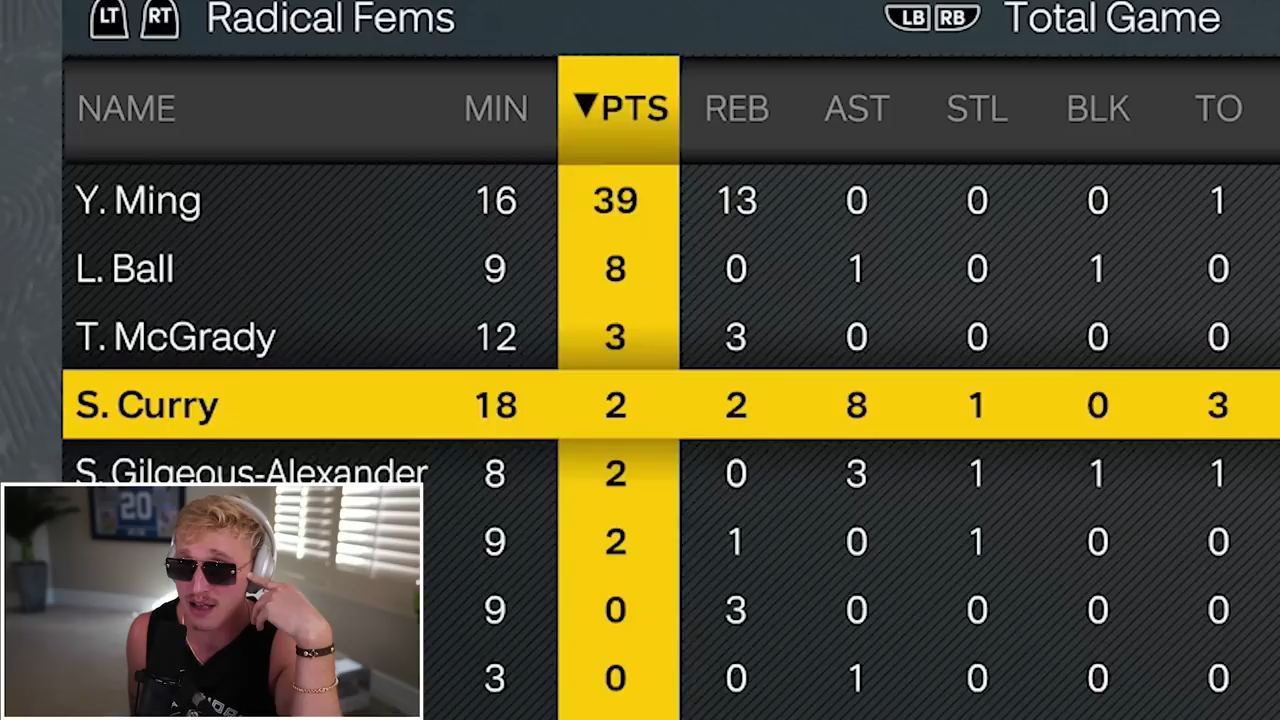 LT RT Radical Fems LB RB Total Game
NAME MIN ▼PTS REB AST STL BLK TO
Y. Ming 16 39 13 0 0 0 1
L. Ball 9 8 0 1 0 1 0
T. McGrady 12 3 3 0 0 0 0
S. Curry 18 2 2 8 1 0 3
S. Gilgeous-Alexander 8 2 0 3 1 1 1
9 2 1 0 1 0 0
9 0 3 0 0 0 0
3 0 0 1 0 0 0
20